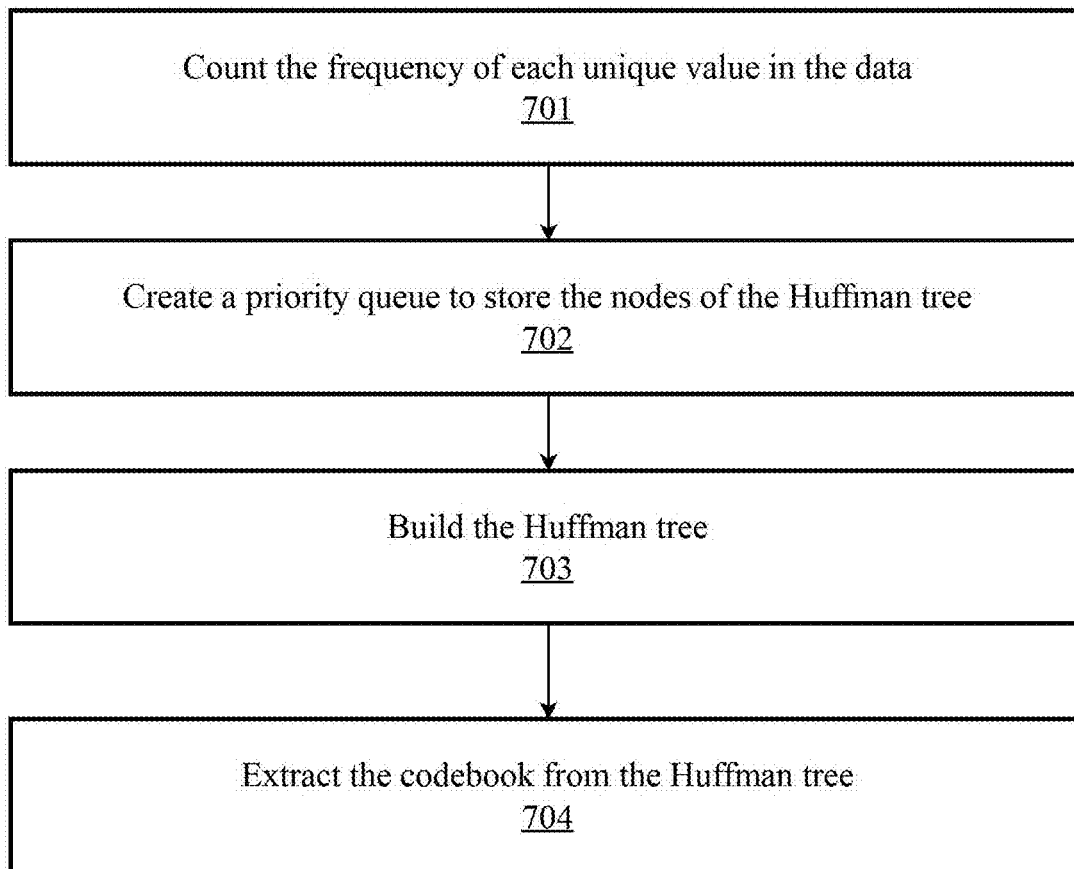 Count the frequency of each unique value in the data
701
Create a priority queue to store the nodes of the Huffman tree
702
Build the Huffman tree
703
Extract the codebook from the Huffman tree
704